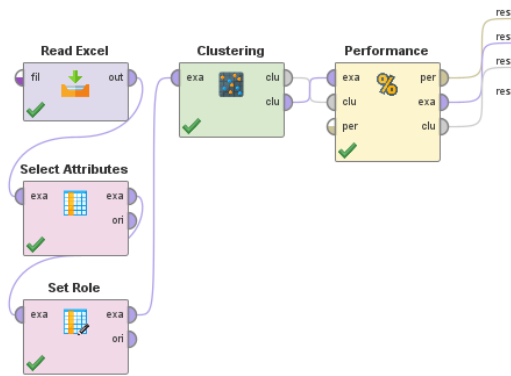 Read Excel
fil out
Clustering
exa clu
clu
Performance
exa per
clu exa
per clu
res
res
res
res
Select Attributes
exa exa
ori
Set Role
exa exa
ori